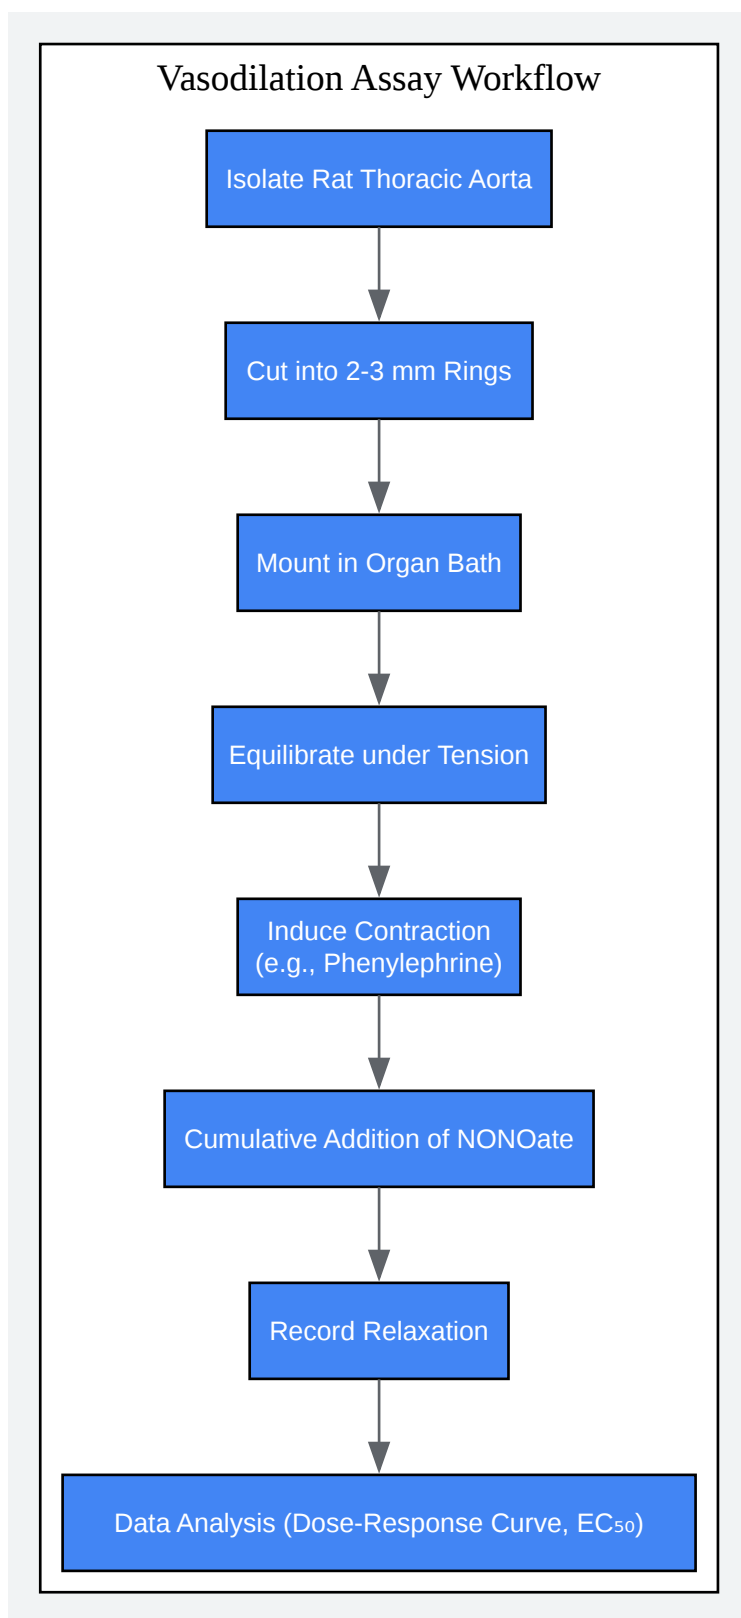 Vasodilation Assay Workflow
Isolate Rat Thoracic Aorta
Cut into 2-3 mm Rings
Mount in Organ Bath
Equilibrate under Tension
Induce Contraction
(e.g., Phenylephrine)
Cumulative Addition of NONOate
Record Relaxation
Data Analysis (Dose-Response Curve, EC₅₀)